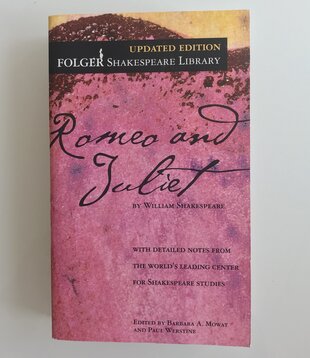 UPDATED EDITION
FOLGER SHAKESPEARE LIBRARY
Romeo and
Juliet
BY WILLIAM SHAKESPEARE
WITH DETAILED NOTES FROM
THE WORLD'S LEADING CENTER
FOR SHAKESPEARE STUDIES
EDITED BY BARBARA A. MOWAT
AND PAUL WERSTINE